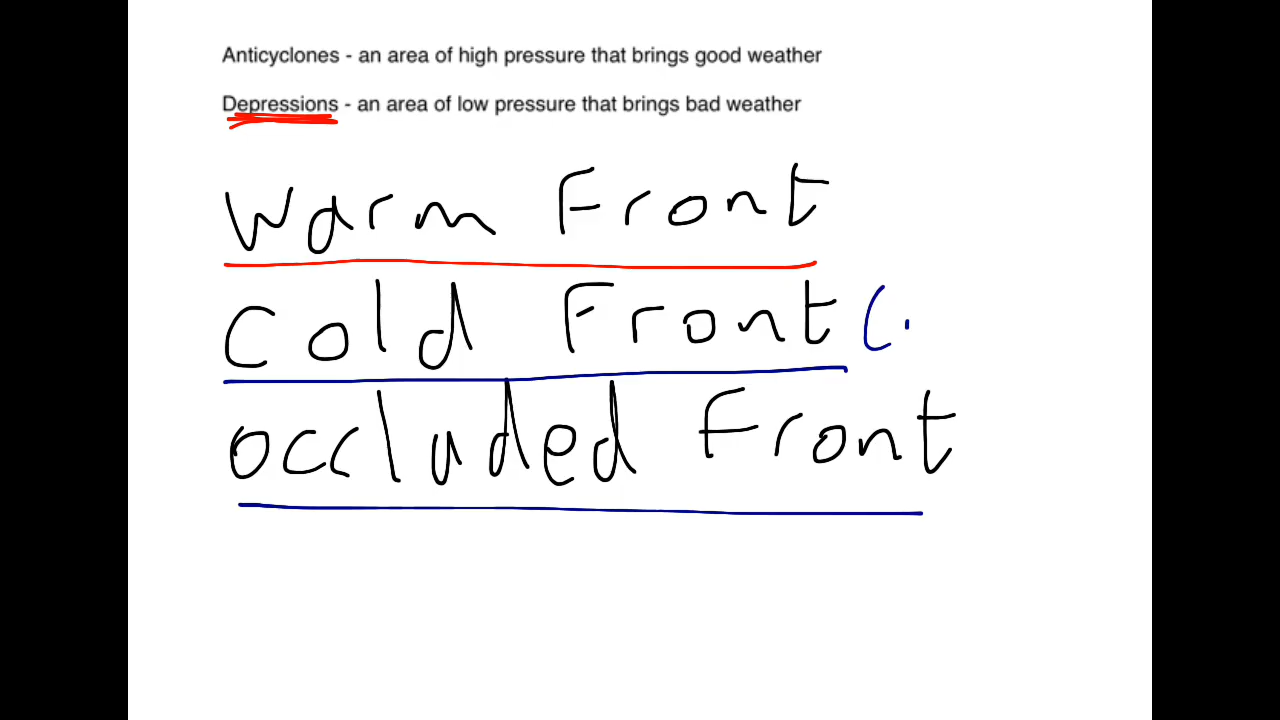 Anticyclones - an area of high pressure that brings good weather
Depressions - an area of low pressure that brings bad weather
Warm Front
Cold Front (
Occluded Front